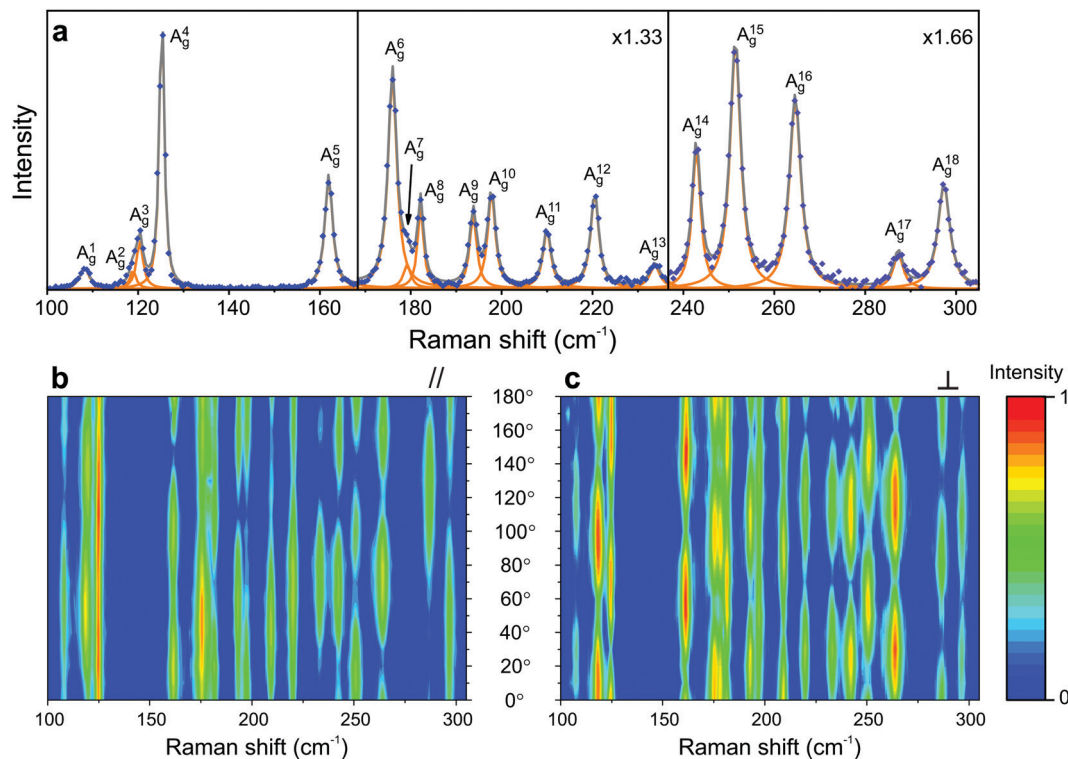 a
x1.33
x1.66
A_g^1
A_g^2
A_g^3
A_g^4
A_g^5
A_g^6
A_g^7
A_g^8
A_g^9
A_g^10
A_g^11
A_g^12
A_g^13
A_g^14
A_g^15
A_g^16
A_g^17
A_g^18
Intensity
100 120 140 160 180 200 220 240 260 280 300
Raman shift (cm⁻¹)
b //
c ⊥
Intensity
180°
160°
140°
120°
100°
80°
60°
40°
20°
0°
1
0
100 150 200 250 300
100 150 200 250 300
Raman shift (cm⁻¹)
Raman shift (cm⁻¹)